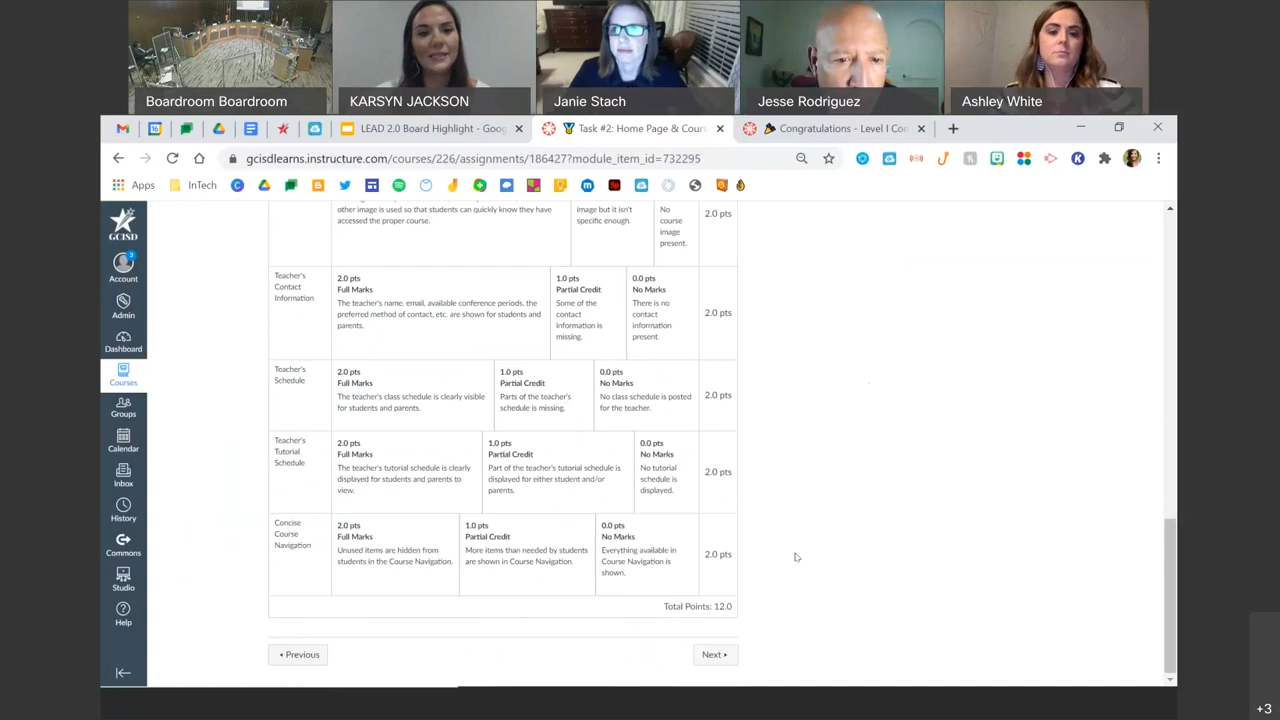 Boardroom Boardroom
KARSYN JACKSON
Janie Stach
Jesse Rodriguez
Ashley White
LEAD 2.0 Board Highlight - Goog
Task #2: Home Page & Cours
Congratulations - Level I Con
gcisdlearns.instructure.com/courses/226/assignments/186427?module_item_id=732295
Apps
InTech
GCISD
Account
3
Admin
Dashboard
Courses
Groups
Calendar
Inbox
History
Commons
Studio
Help
other image is used so that students can quickly know they have
accessed the proper course.
image but it isn't
specific enough.
No
course
image
present.
2.0 pts
Teacher's
Contact
Information
2.0 pts
Full Marks
The teacher's name, email, available conference periods, the
preferred method of contact, etc. are shown for students and
parents.
1.0 pts
Partial Credit
Some of the
contact
information is
missing.
0.0 pts
No Marks
There is no
contact
information
present.
2.0 pts
Teacher's
Schedule
2.0 pts
Full Marks
The teacher's class schedule is clearly visible
for students and parents.
1.0 pts
Partial Credit
Parts of the teacher's
schedule is missing.
0.0 pts
No Marks
No class schedule is posted
for the teacher.
2.0 pts
Teacher's
Tutorial
Schedule
2.0 pts
Full Marks
The teacher's tutorial schedule is clearly
displayed for students and parents to
view.
1.0 pts
Partial Credit
Part of the teacher's tutorial schedule is
displayed for either student and/or
parents.
0.0 pts
No Marks
No tutorial
schedule is
displayed.
2.0 pts
Concise
Course
Navigation
2.0 pts
Full Marks
Unused items are hidden from
students in the Course Navigation.
1.0 pts
Partial Credit
More items than needed by students
are shown in Course Navigation.
0.0 pts
No Marks
Everything available in
Course Navigation is
shown.
2.0 pts
Total Points: 12.0
◂ Previous
Next ▸
+3